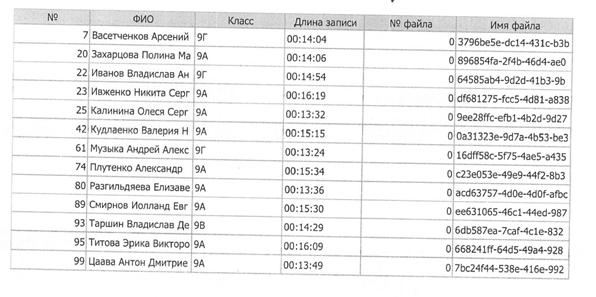 № ФИО Класс Длина записи № файла Имя файла
7 Васетченков Арсений 9Г 00:14:04 0 3796be5e-dc14-431c-b3b
20 Захарцова Полина Ма 9А 00:14:06 0 896854fa-2f4b-46d4-ae0
22 Иванов Владислав Ан 9Г 00:14:54 0 64585ab4-9d2d-41b3-9b
23 Ивженко Никита Серг 9А 00:16:19 0 df681275-fcc5-4d81-a838
25 Калинина Олеся Серг 9А 00:13:32 0 9ee28ffc-efb1-4b2d-9d27
42 Кудлаенко Валерия Н 9А 00:15:15 0 0a31323e-9d7a-4b53-be3
61 Музыка Андрей Алекс 9Г 00:13:24 0 16dff58c-5f75-4ae5-a435
74 Плутенко Александр 9А 00:15:34 0 c23e053e-49e9-44f2-8b3
80 Разгильдяева Елизаве 9А 00:13:36 0 acd63757-4d0e-4d0f-afbc
89 Смирнов Иолланд Евг 9А 00:15:30 0 ee631065-46c1-44ed-987
93 Таршин Владислав Де 9В 00:14:29 0 6db587ea-7caf-4c1e-832
95 Титова Эрика Викторо 9А 00:16:09 0 668241ff-64d5-49a4-928
99 Цаава Антон Дмитрие 9А 00:13:49 0 7bc24f44-538e-416e-992